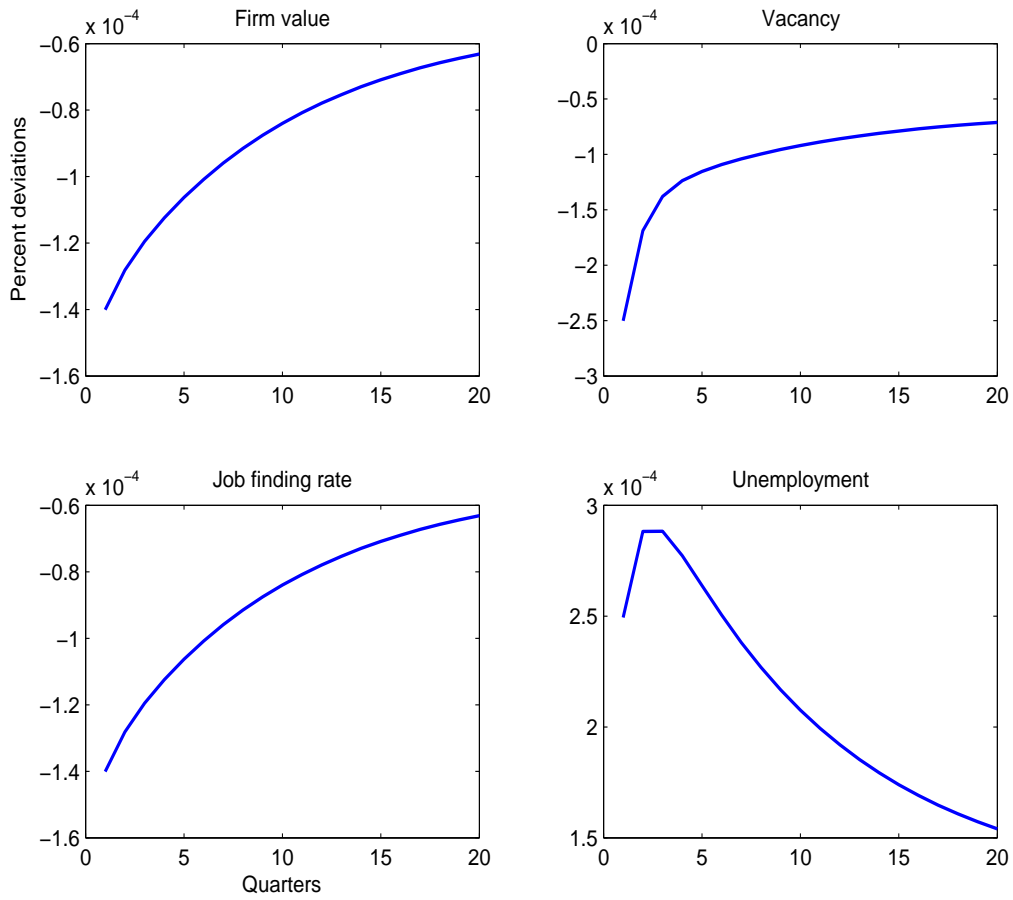 Firm value
x 10−4
−0.6
−0.8
−1
−1.2
−1.4
−1.6
0 5 10 15 20
Percent deviations
Vacancy
x 10−4
0
−0.5
−1
−1.5
−2
−2.5
−3
0 5 10 15 20
Job finding rate
x 10−4
−0.6
−0.8
−1
−1.2
−1.4
−1.6
0 5 10 15 20
Quarters
Unemployment
x 10−4
3
2.5
2
1.5
0 5 10 15 20